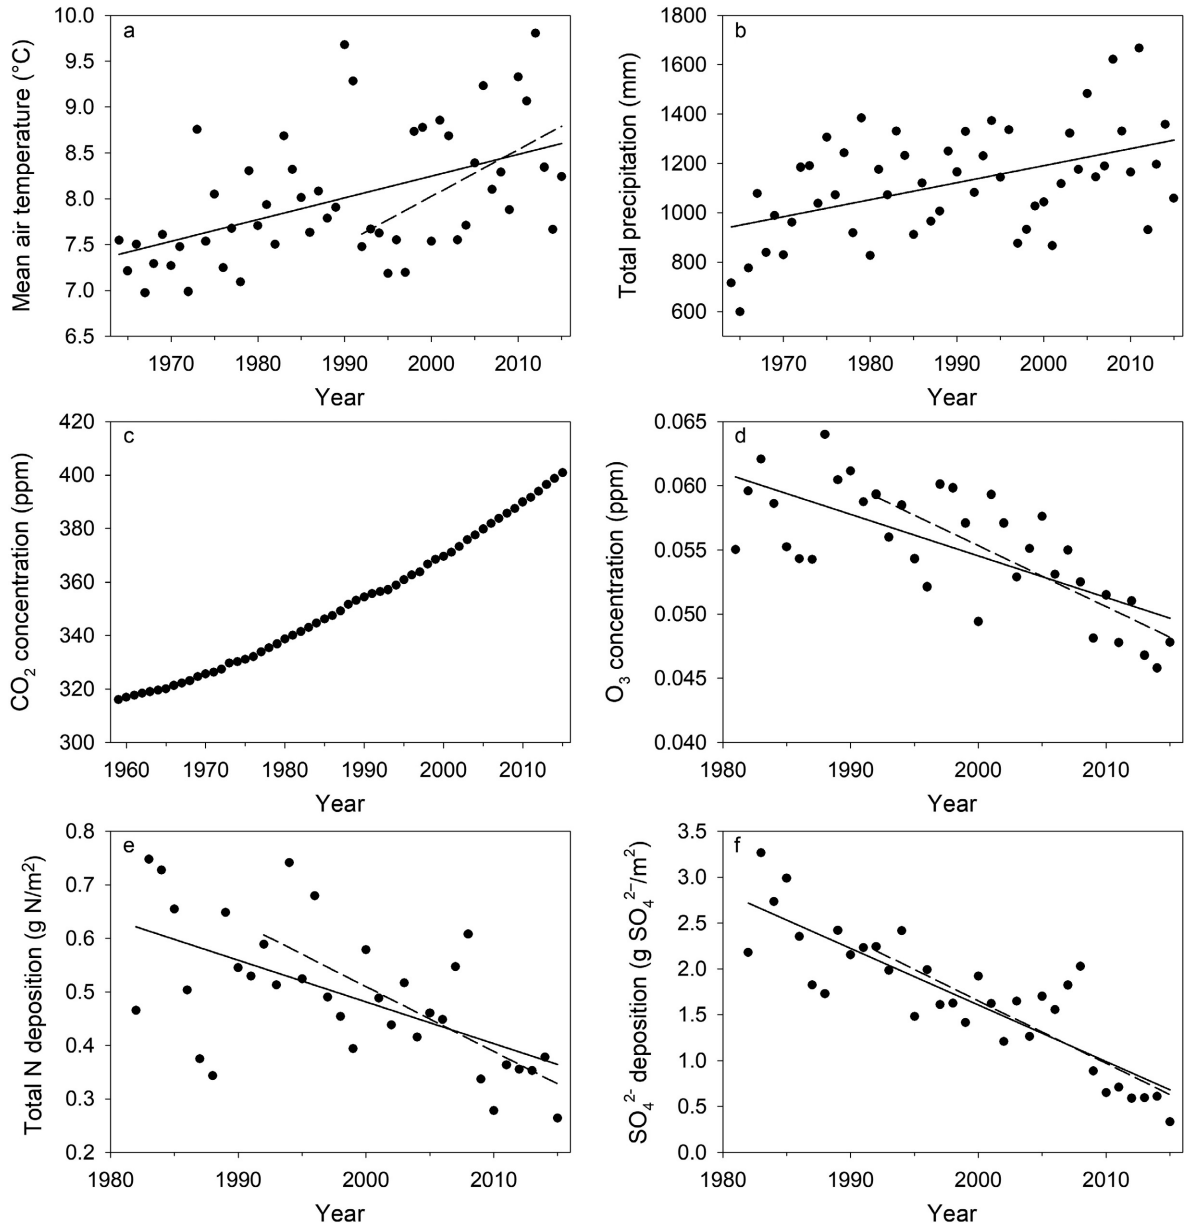 a
Mean air temperature (°C)
10.0
9.5
9.0
8.5
8.0
7.5
7.0
6.5
1970 1980 1990 2000 2010
Year
b
Total precipitation (mm)
1800
1600
1400
1200
1000
800
600
1970 1980 1990 2000 2010
Year
c
CO₂ concentration (ppm)
420
400
380
360
340
320
300
1960 1970 1980 1990 2000 2010
Year
d
O₃ concentration (ppm)
0.065
0.060
0.055
0.050
0.045
0.040
1980 1990 2000 2010
Year
e
Total N deposition (g N/m²)
0.8
0.7
0.6
0.5
0.4
0.3
0.2
1980 1990 2000 2010
Year
f
SO₄²⁻ deposition (g SO₄²⁻/m²)
3.5
3.0
2.5
2.0
1.5
1.0
0.5
0.0
1980 1990 2000 2010
Year